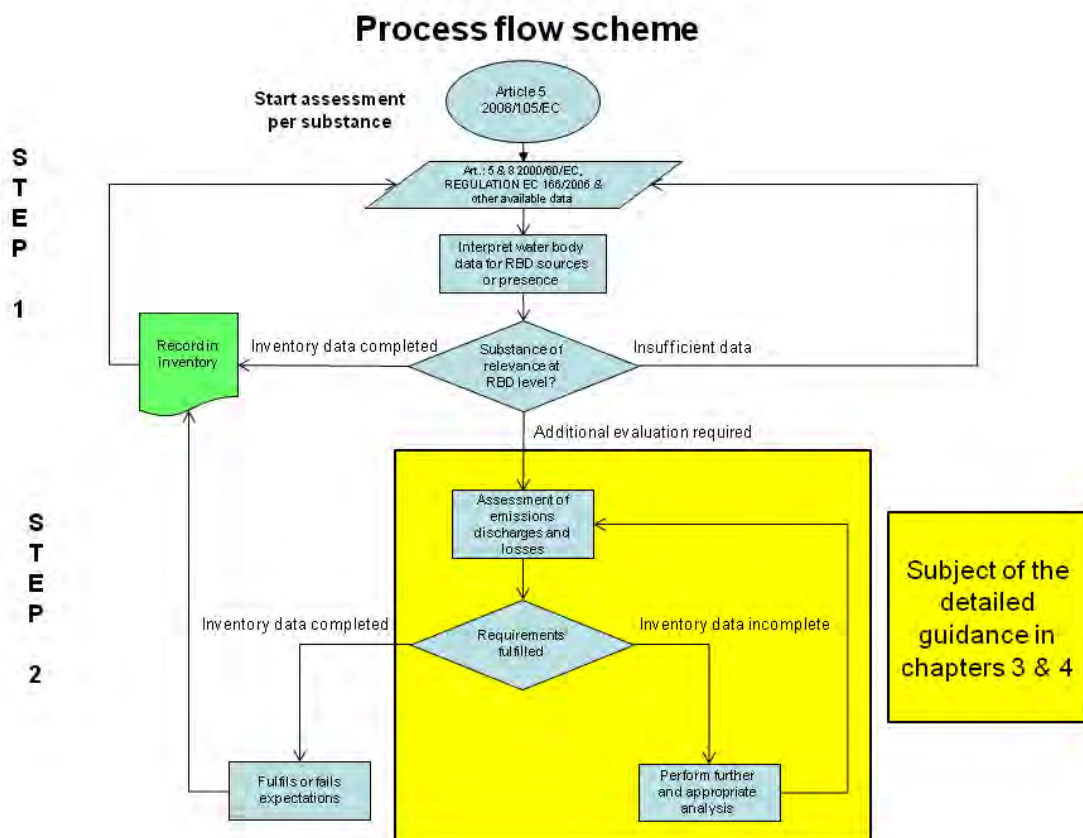 Process flow scheme
Article 5
2008/105/EC
Start assessment
per substance
S
T
E
P
1
Art.: 5 & 8 2000/60/EC,
REGULATION EC 166/2006 &
other available data
Interpret water body
data for RBD sources
or presence
Record in
inventory
Inventory data completed
Substance of
relevance at
RBD level?
Insufficient data
Additional evaluation required
S
T
E
P
2
Assessment of
emissions
discharges and
losses
Subject of the
detailed
guidance in
chapters 3 & 4
Inventory data completed
Requirements
fulfilled
Inventory data incomplete
Fulfils or fails
expectations
Perform further
and appropriate
analysis